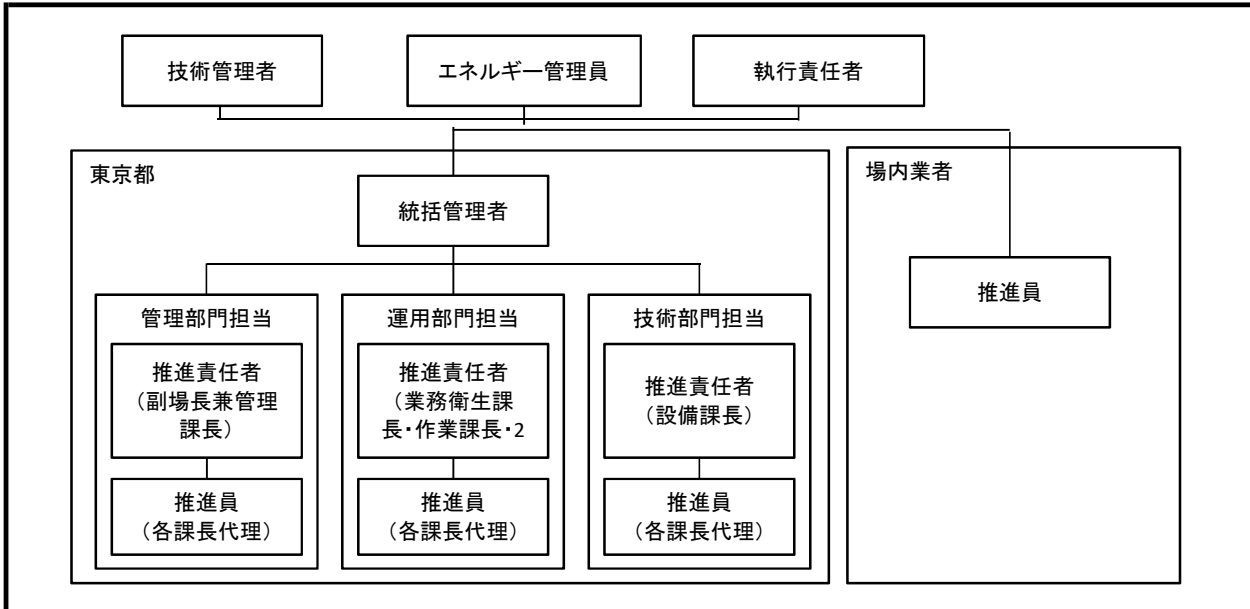 技術管理者
エネルギー管理員
執行責任者
東京都
統括管理者
管理部門担当
推進責任者
(副場長兼管理
課長)
推進員
(各課長代理)
運用部門担当
推進責任者
(業務衛生課
長・作業課長・2
推進員
(各課長代理)
技術部門担当
推進責任者
(設備課長)
推進員
(各課長代理)
場内業者
推進員